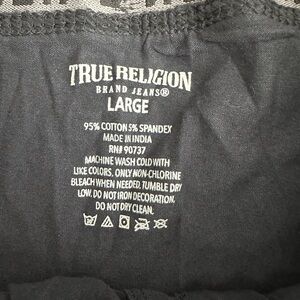 TRUE RELIGION
BRAND JEANS®
LARGE
95% COTTON 5% SPANDEX
MADE IN INDIA
RN# 90737
MACHINE WASH COLD WITH
LIKE COLORS. ONLY NON-CHLORINE
BLEACH WHEN NEEDED. TUMBLE DRY
LOW. DO NOT IRON DECORATION.
DO NOT DRY CLEAN.